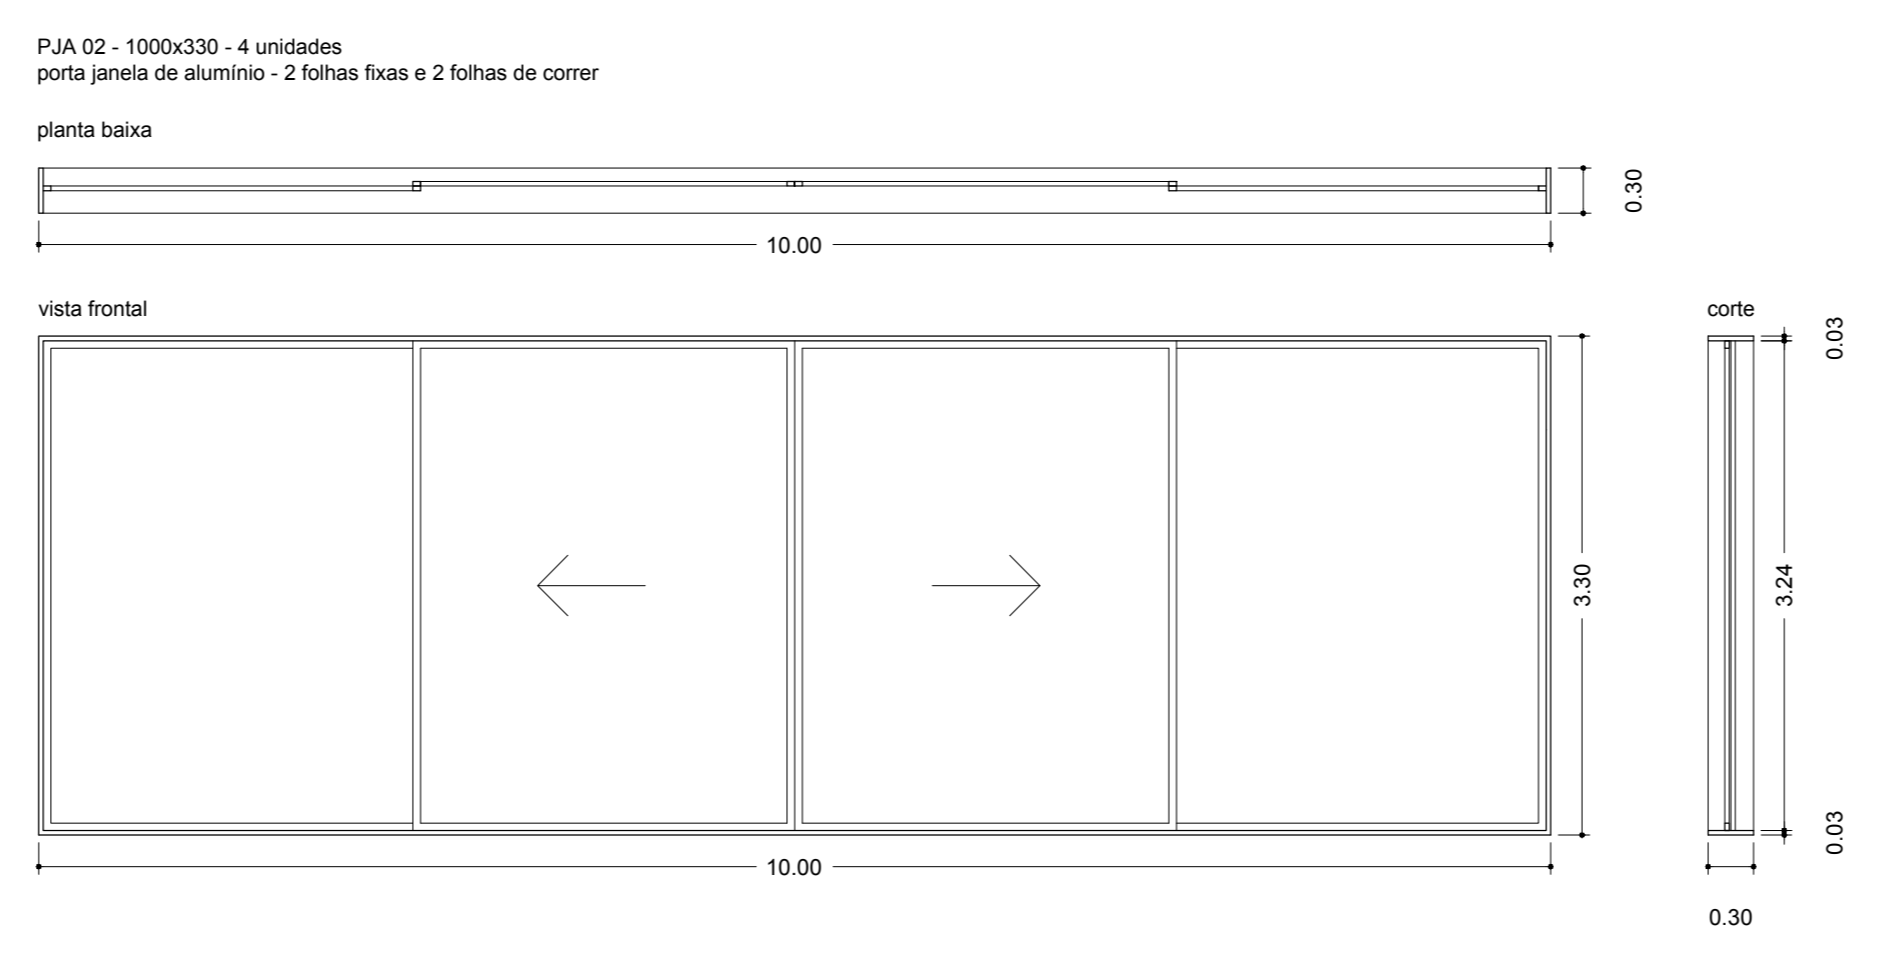 PJA 02 - 1000x330 - 4 unidades
porta janela de alumínio - 2 folhas fixas e 2 folhas de correr
planta baixa
0.30
10.00
vista frontal
corte
0.03
3.30
3.24
0.03
10.00
0.30